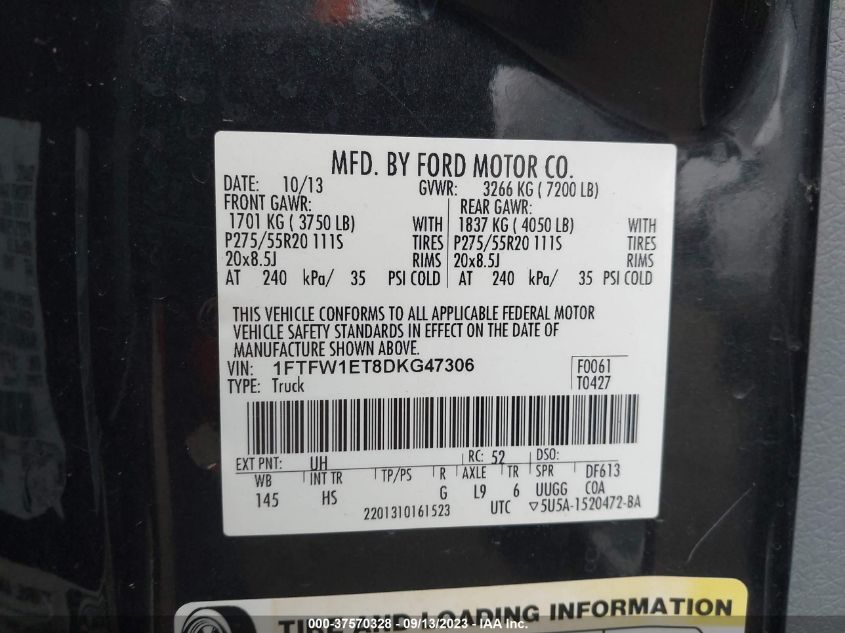 MFD. BY FORD MOTOR CO.
DATE: 10/13 GVWR: 3266 KG ( 7200 LB)
FRONT GAWR: REAR GAWR:
1701 KG ( 3750 LB) WITH 1837 KG ( 4050 LB) WITH
P275/55R20 111S TIRES P275/55R20 111S TIRES
20x8.5J RIMS 20x8.5J RIMS
AT 240 kPa/ 35 PSI COLD AT 240 kPa/ 35 PSI COLD
THIS VEHICLE CONFORMS TO ALL APPLICABLE FEDERAL MOTOR
VEHICLE SAFETY STANDARDS IN EFFECT ON THE DATE OF
MANUFACTURE SHOWN ABOVE.
VIN: 1FTFW1ET8DKG47306 F0061
TYPE: Truck T0427
EXT PNT: UH RC: 52 DSO:
WB INT TR TP/PS R AXLE TR SPR DF613
145 HS G L9 6 UUGG COA
2201310161523 UTC ▽5U5A-1520472-BA
TIRE AND LOADING INFORMATION
000-37570328 - 09/13/2023 - IAA Inc.